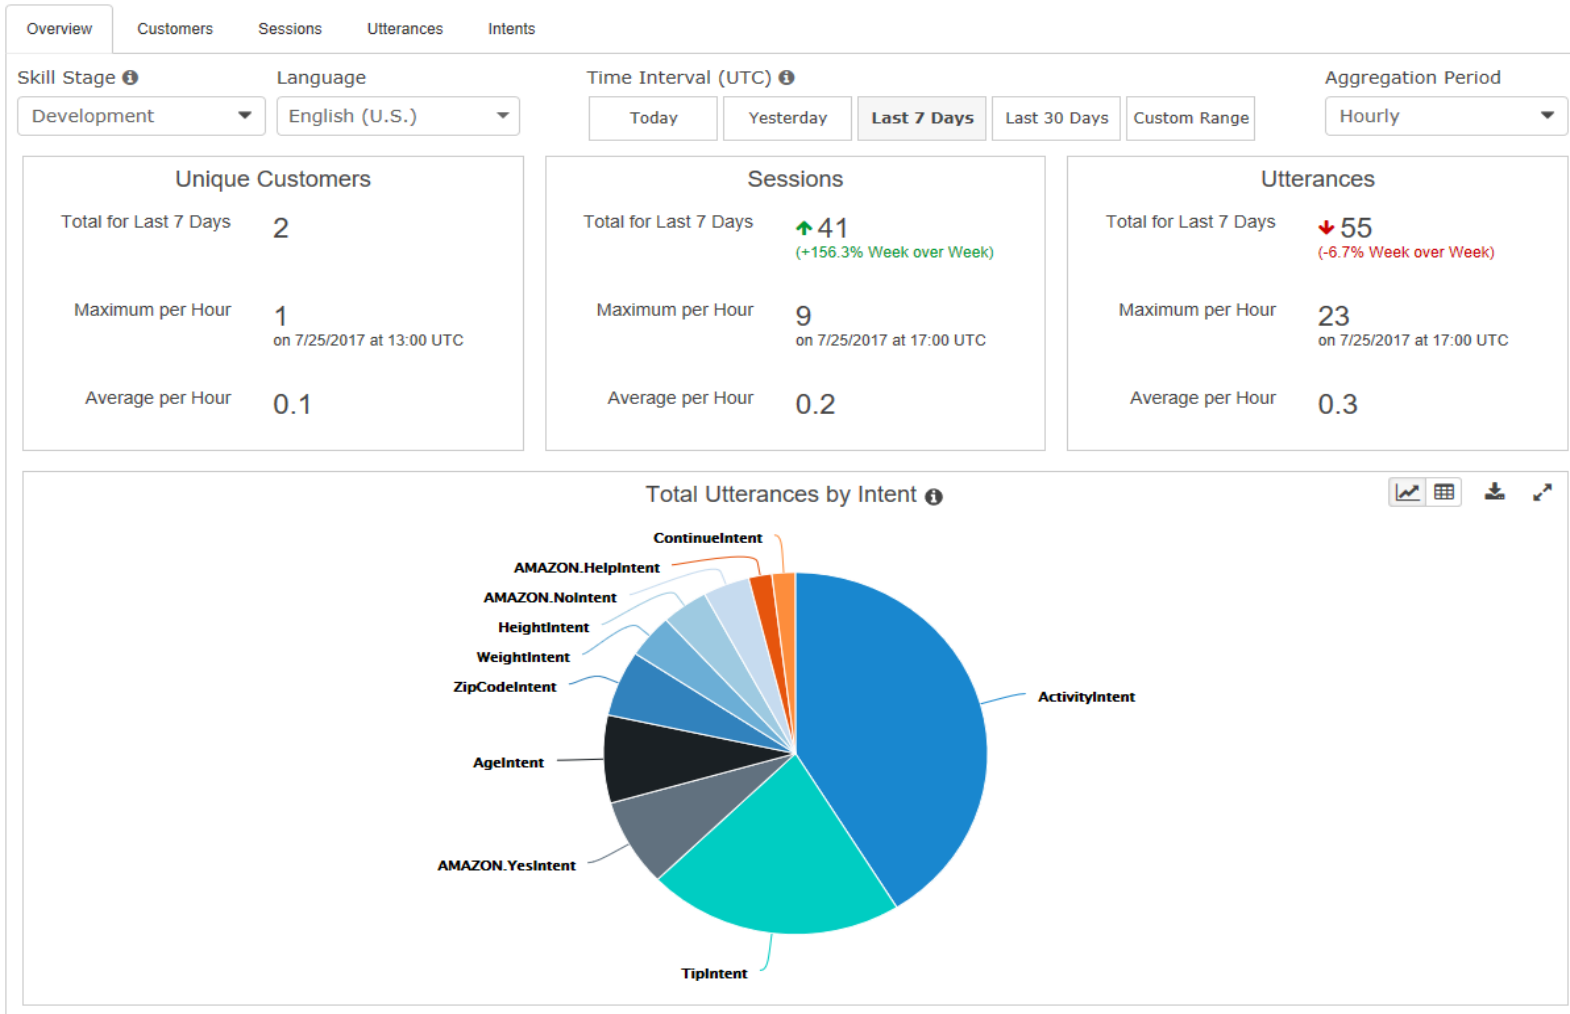 Overview Customers Sessions Utterances Intents
Skill Stage Language Time Interval (UTC) Aggregation Period
Development English (U.S.) Today Yesterday Last 7 Days Last 30 Days Custom Range Hourly
Unique Customers
Total for Last 7 Days 2
Maximum per Hour 1
on 7/25/2017 at 13:00 UTC
Average per Hour 0.1
Sessions
Total for Last 7 Days 41
(+156.3% Week over Week)
Maximum per Hour 9
on 7/25/2017 at 17:00 UTC
Average per Hour 0.2
Utterances
Total for Last 7 Days 55
(-6.7% Week over Week)
Maximum per Hour 23
on 7/25/2017 at 17:00 UTC
Average per Hour 0.3
Total Utterances by Intent
ContinueIntent
AMAZON.HelpIntent
AMAZON.NoIntent
HeightIntent
WeightIntent
ZipCodeIntent
ActivityIntent
AgeIntent
AMAZON.YesIntent
TipIntent